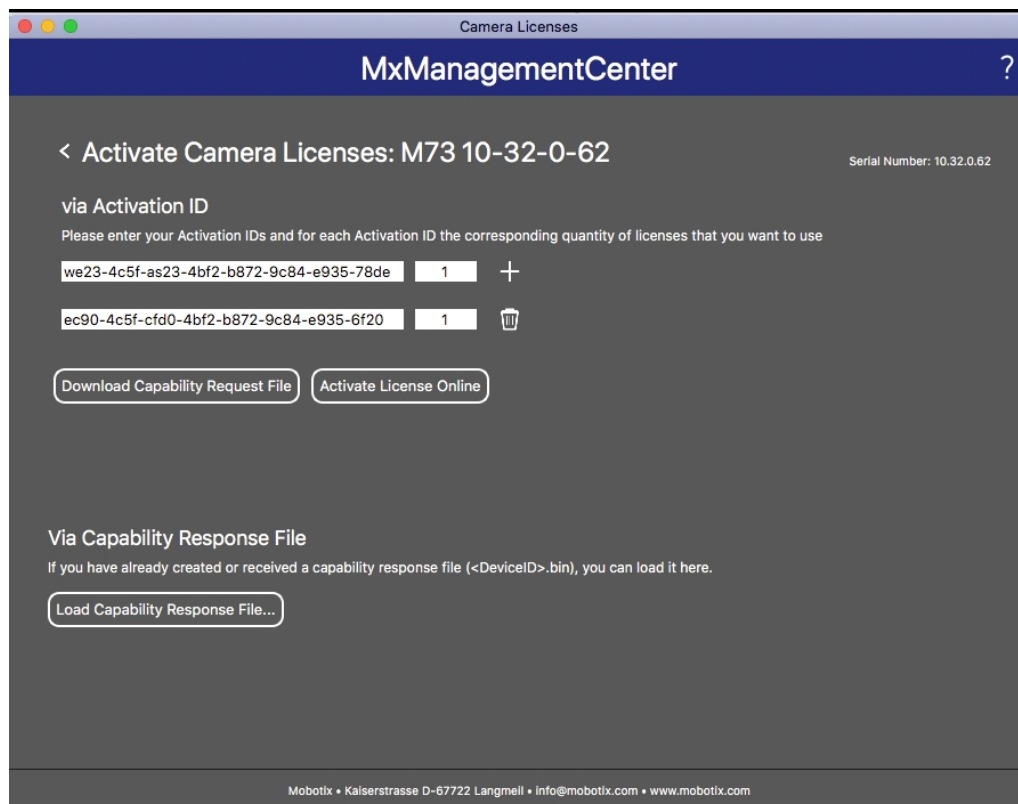 Camera Licenses
MxManagementCenter
?
< Activate Camera Licenses: M73 10-32-0-62
Serial Number: 10.32.0.62
via Activation ID
Please enter your Activation IDs and for each Activation ID the corresponding quantity of licenses that you want to use
we23-4c5f-as23-4bf2-b872-9c84-e935-78de 1 +
ec90-4c5f-cfd0-4bf2-b872-9c84-e935-6f20 1
Download Capability Request File Activate License Online
Via Capability Response File
If you have already created or received a capability response file (<DeviceID>.bin), you can load it here.
Load Capability Response File...
Mobotix • Kaiserstrasse D-67722 Langmeil • info@mobotix.com • www.mobotix.com